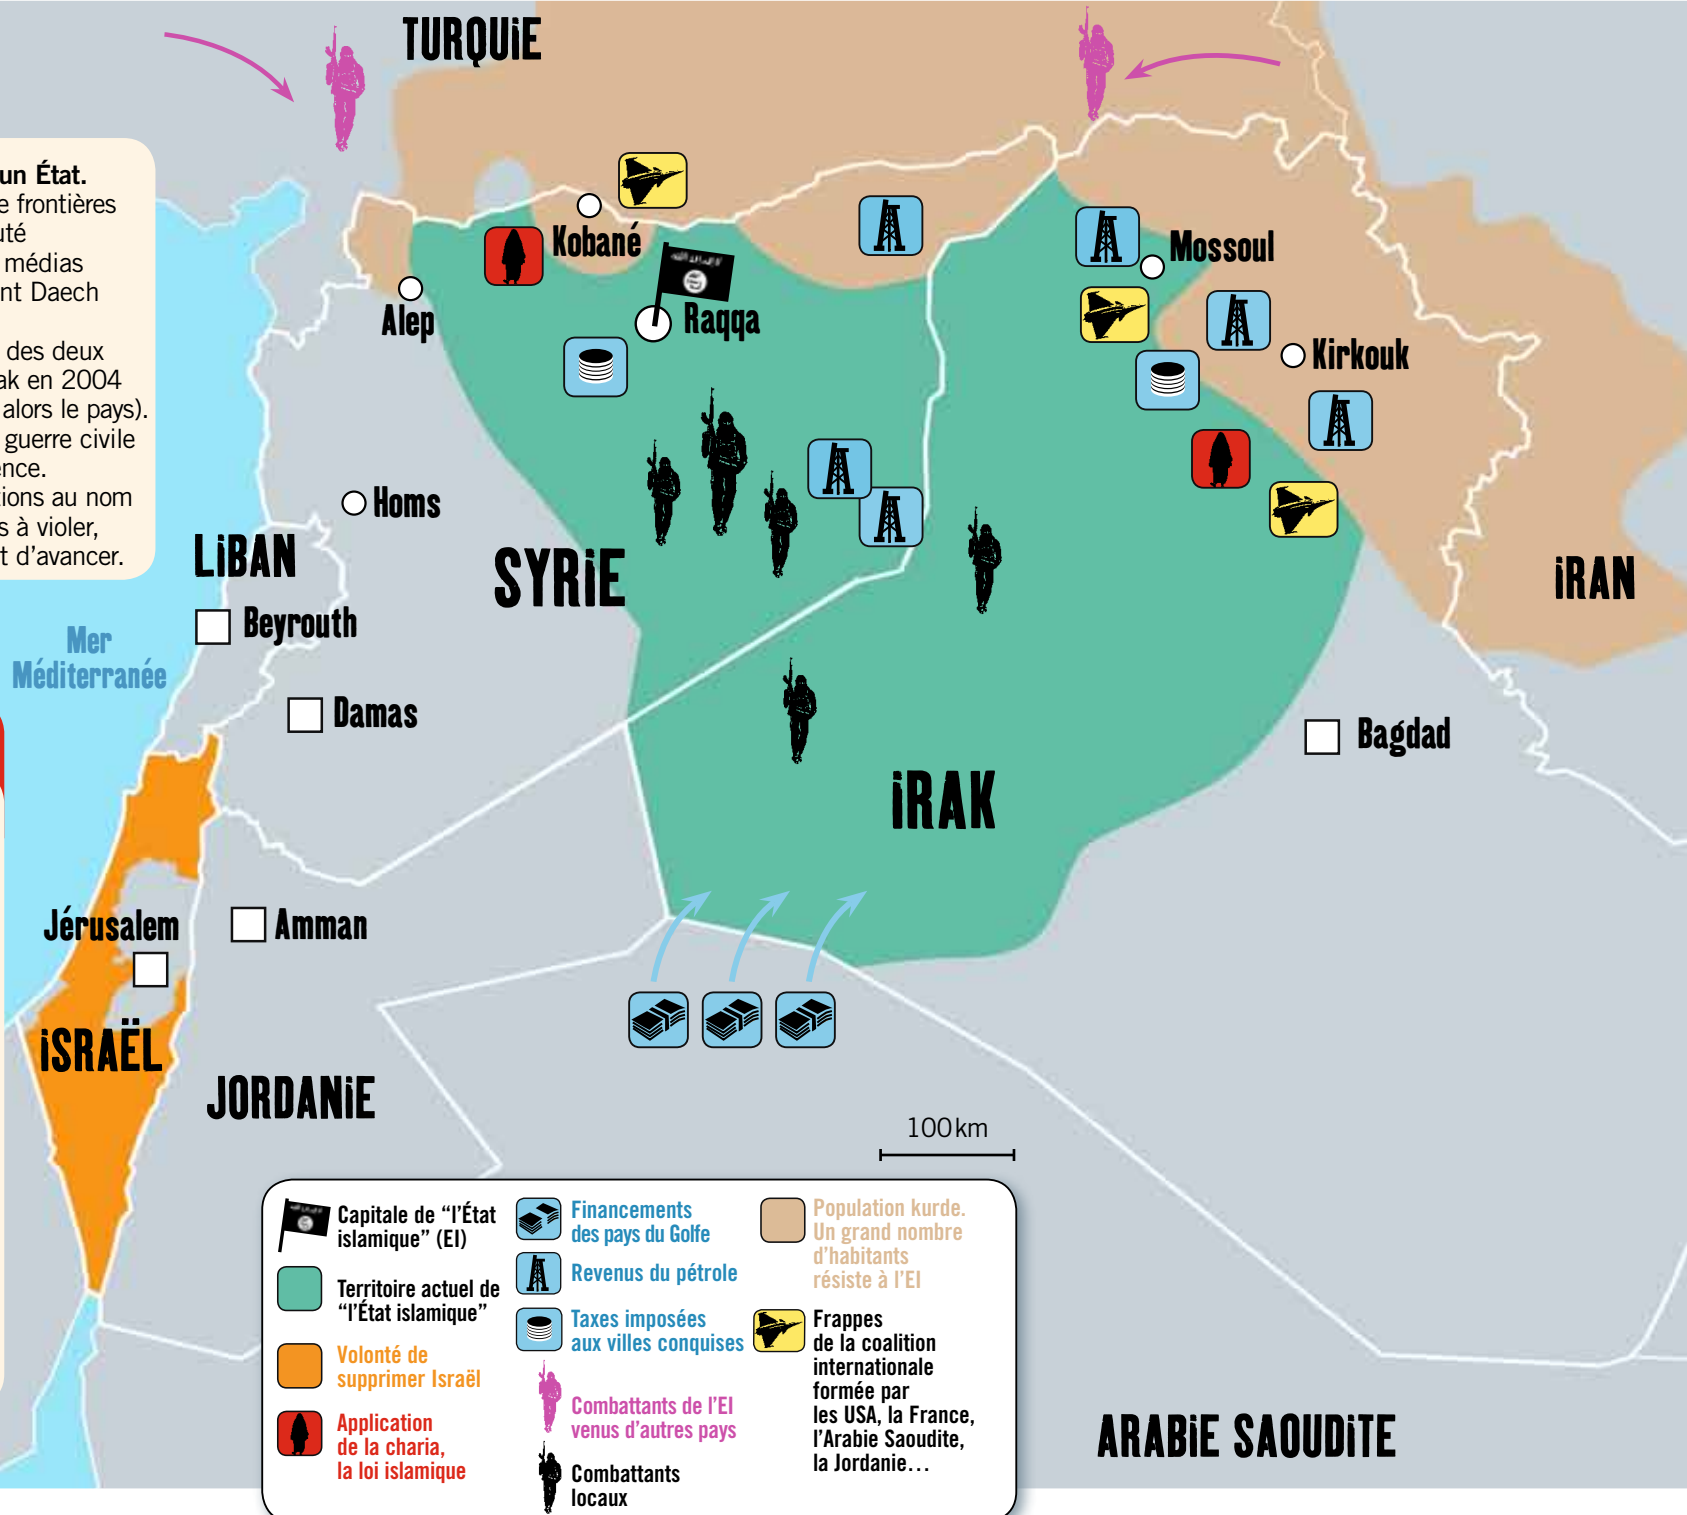 TURQUiE
un État.
e frontières
uté
médias
nt Daech
des deux
ak en 2004
alors le pays).
guerre civile
ence.
tions au nom
s à violer,
t d'avancer.
Kobané
Mossoul
Alep
Raqqa
Kirkouk
Homs
LiBAN
SYRiE
iRAN
Beyrouth
Mer
Méditerranée
Damas
Bagdad
iRAK
Jérusalem
Amman
iSRAËL
JORDANiE
100 km
Capitale de “l’État
islamique” (EI)
Territoire actuel de
“l’État islamique”
Volonté de
supprimer Israël
Application
de la charia,
la loi islamique
Financements
des pays du Golfe
Revenus du pétrole
Taxes imposées
aux villes conquises
Combattants de l’EI
venus d’autres pays
Combattants
locaux
Population kurde.
Un grand nombre
d’habitants
résiste à l’EI
Frappes
de la coalition
internationale
formée par
les USA, la France,
l’Arabie Saoudite,
la Jordanie…
ARABiE SAOUDiTE